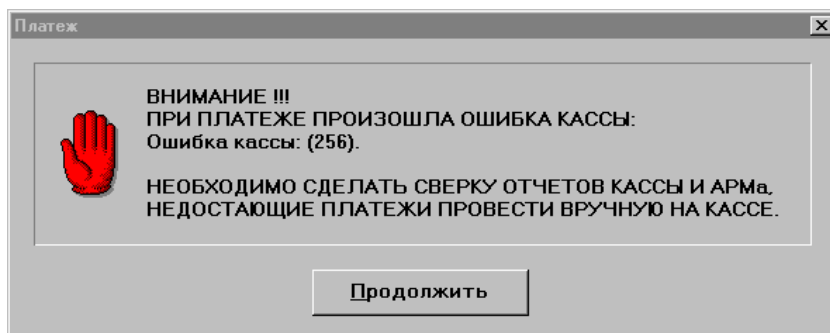 Платеж
ВНИМАНИЕ !!!
ПРИ ПЛАТЕЖЕ ПРОИЗОШЛА ОШИБКА КАССЫ:
Ошибка кассы: (256).
НЕОБХОДИМО СДЕЛАТЬ СВЕРКУ ОТЧЕТОВ КАССЫ И АРМа,
НЕДОСТАЮЩИЕ ПЛАТЕЖИ ПРОВЕСТИ ВРУЧНУЮ НА КАССЕ.
Продолжить